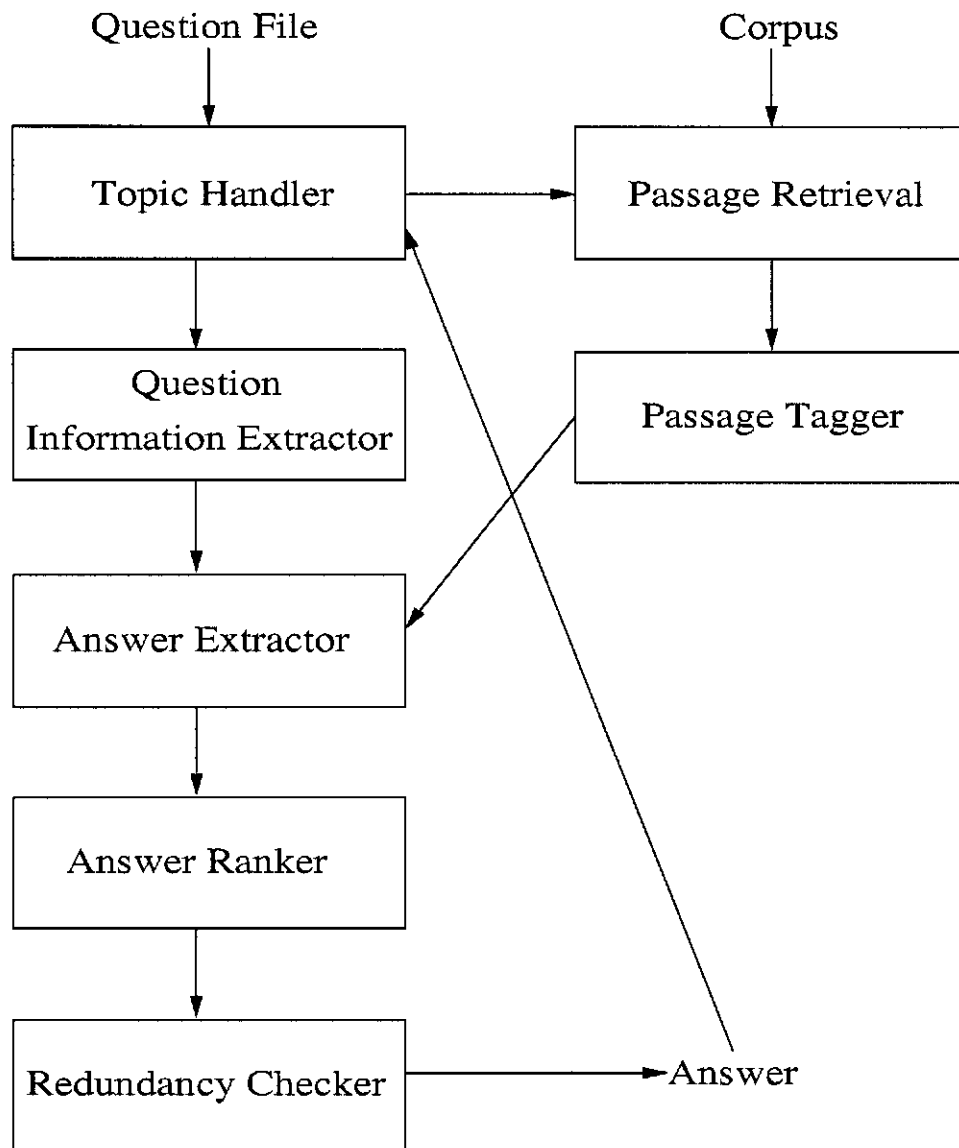 Question File
Corpus
Topic Handler
Passage Retrieval
Question
Information Extractor
Passage Tagger
Answer Extractor
Answer Ranker
Redundancy Checker
Answer